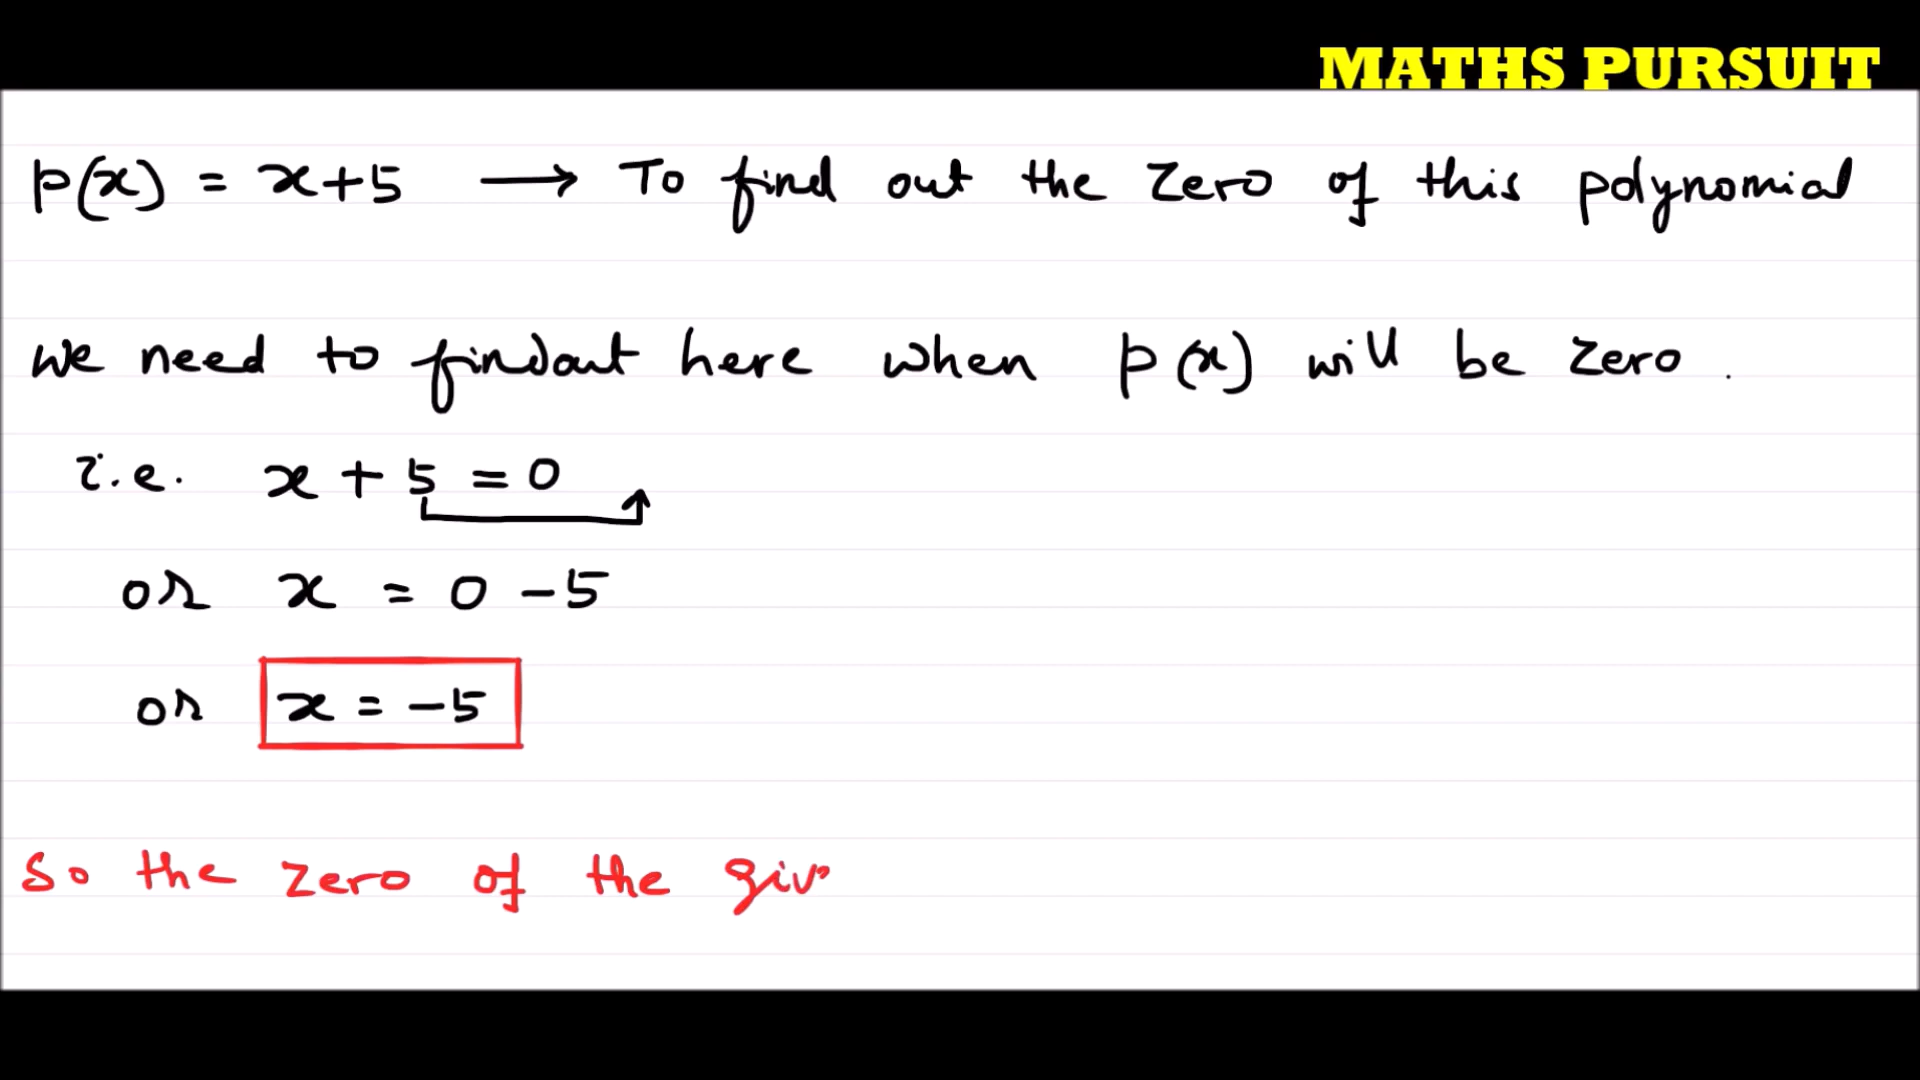 MATHS PURSUIT
p(x) = x+5 → To find out the zero of this polynomial
we need to findout here when p(x) will be zero.
i.e. x + 5 = 0
or x = 0 - 5
or x = -5
So the zero of the giv